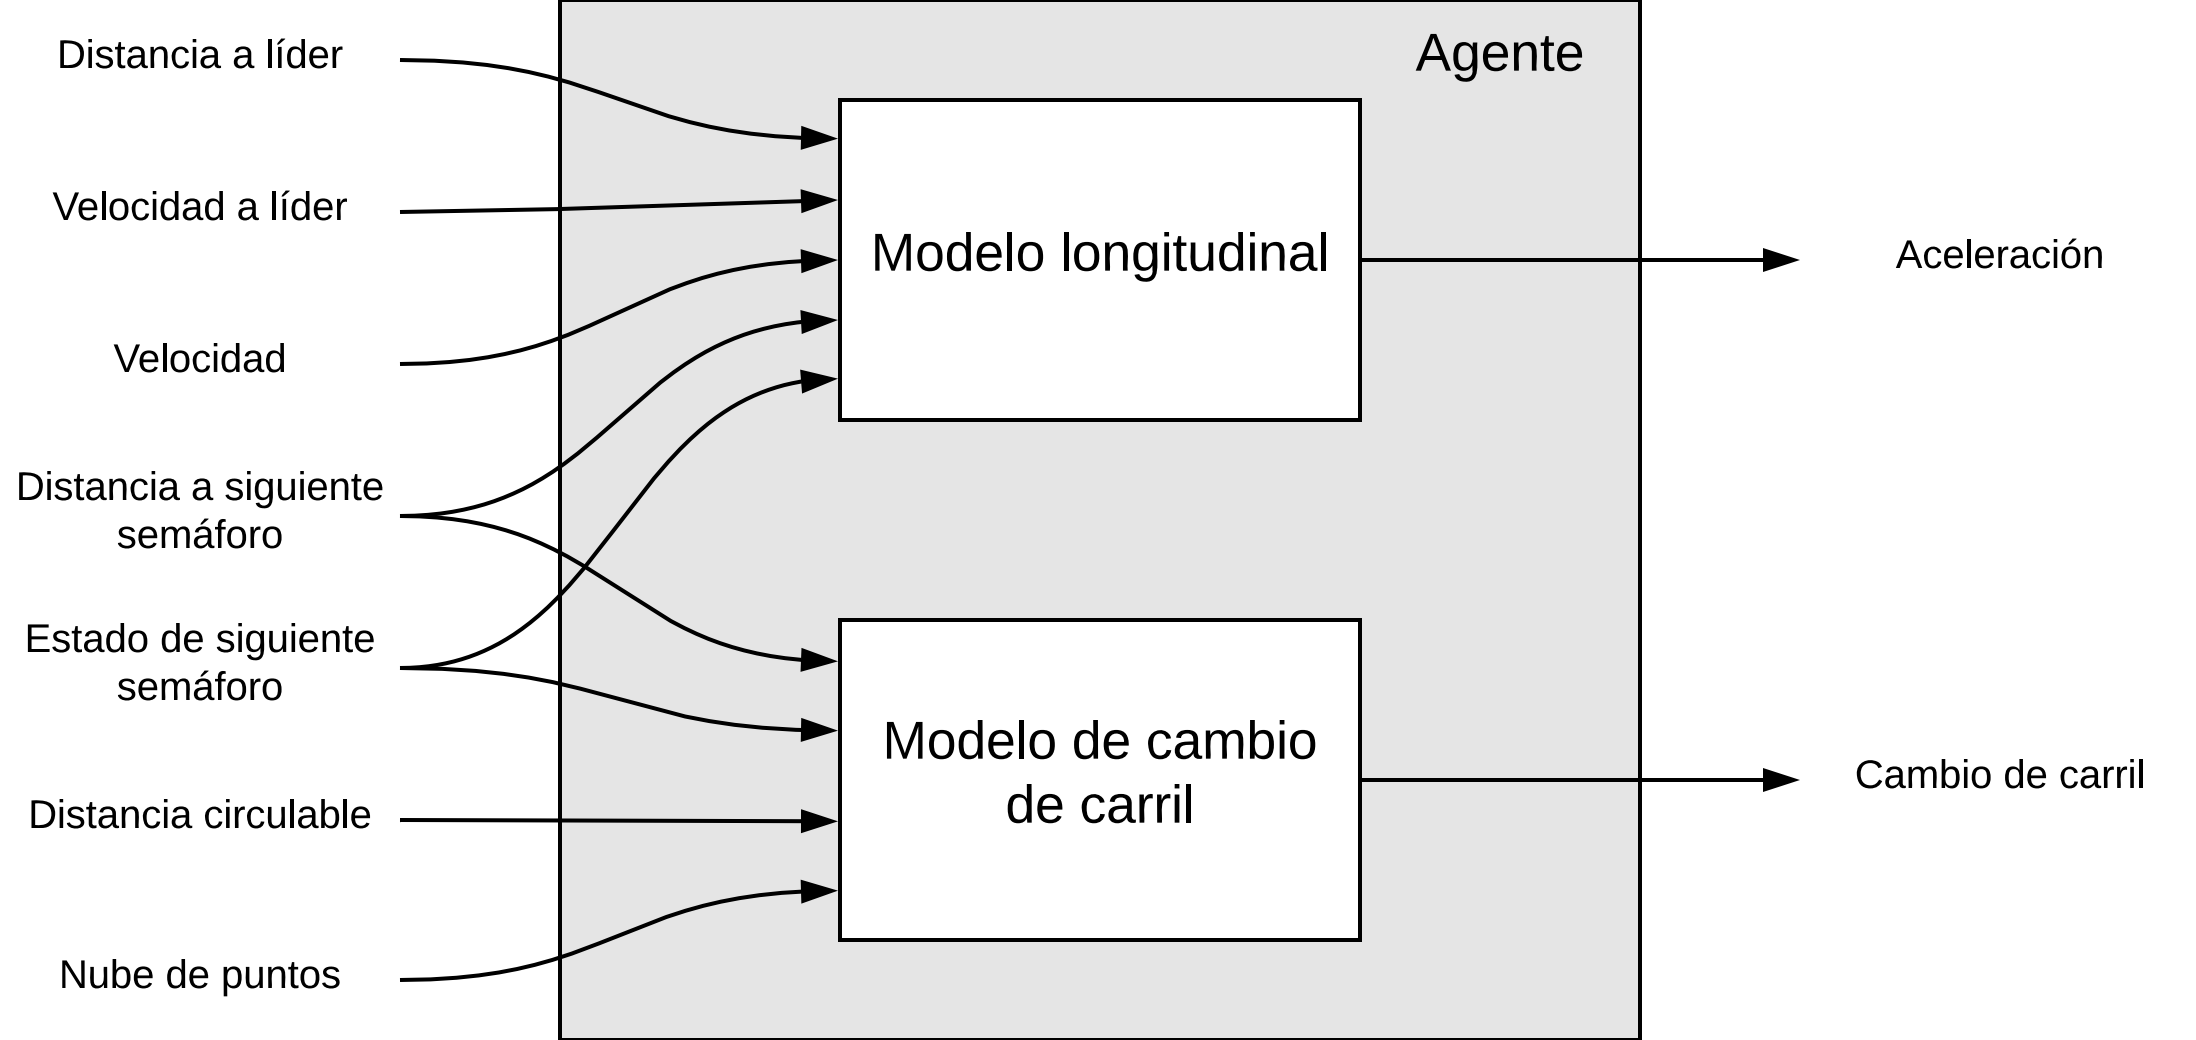 Distancia a líder
Velocidad a líder
Velocidad
Distancia a siguiente
semáforo
Estado de siguiente
semáforo
Distancia circulable
Nube de puntos
Agente
Modelo longitudinal
Modelo de cambio
de carril
Aceleración
Cambio de carril